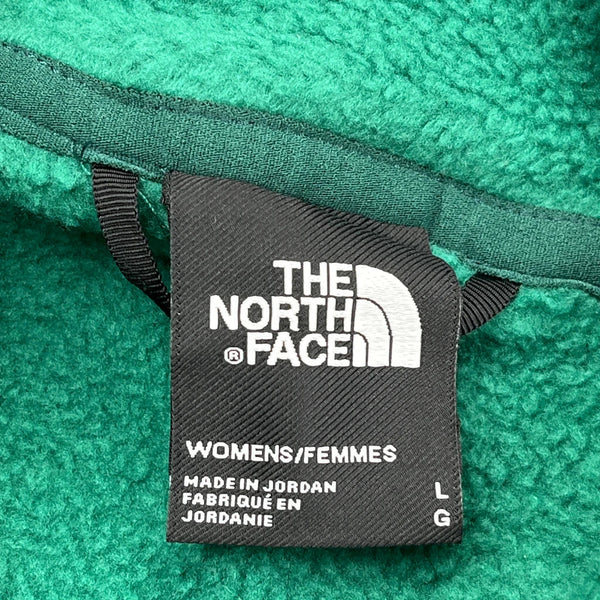 THE
NORTH
® FACE
WOMENS/FEMMES
MADE IN JORDAN
FABRIQUÉ EN
JORDANIE
L
G